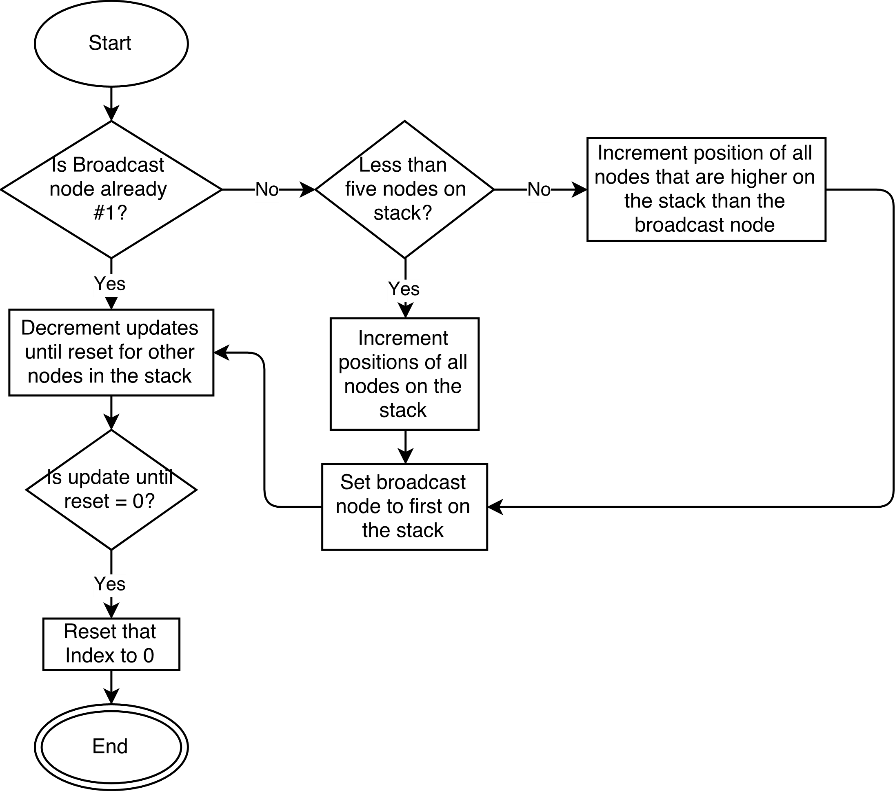 Start
Is Broadcast
node already
#1?
No
Less than
five nodes on
stack?
No
Increment position of all
nodes that are higher on
the stack than the
broadcast node
Yes
Yes
Decrement updates
until reset for other
nodes in the stack
Increment
positions of all
nodes on the
stack
Is update until
reset = 0?
Set broadcast
node to first on
the stack
Yes
Reset that
Index to 0
End